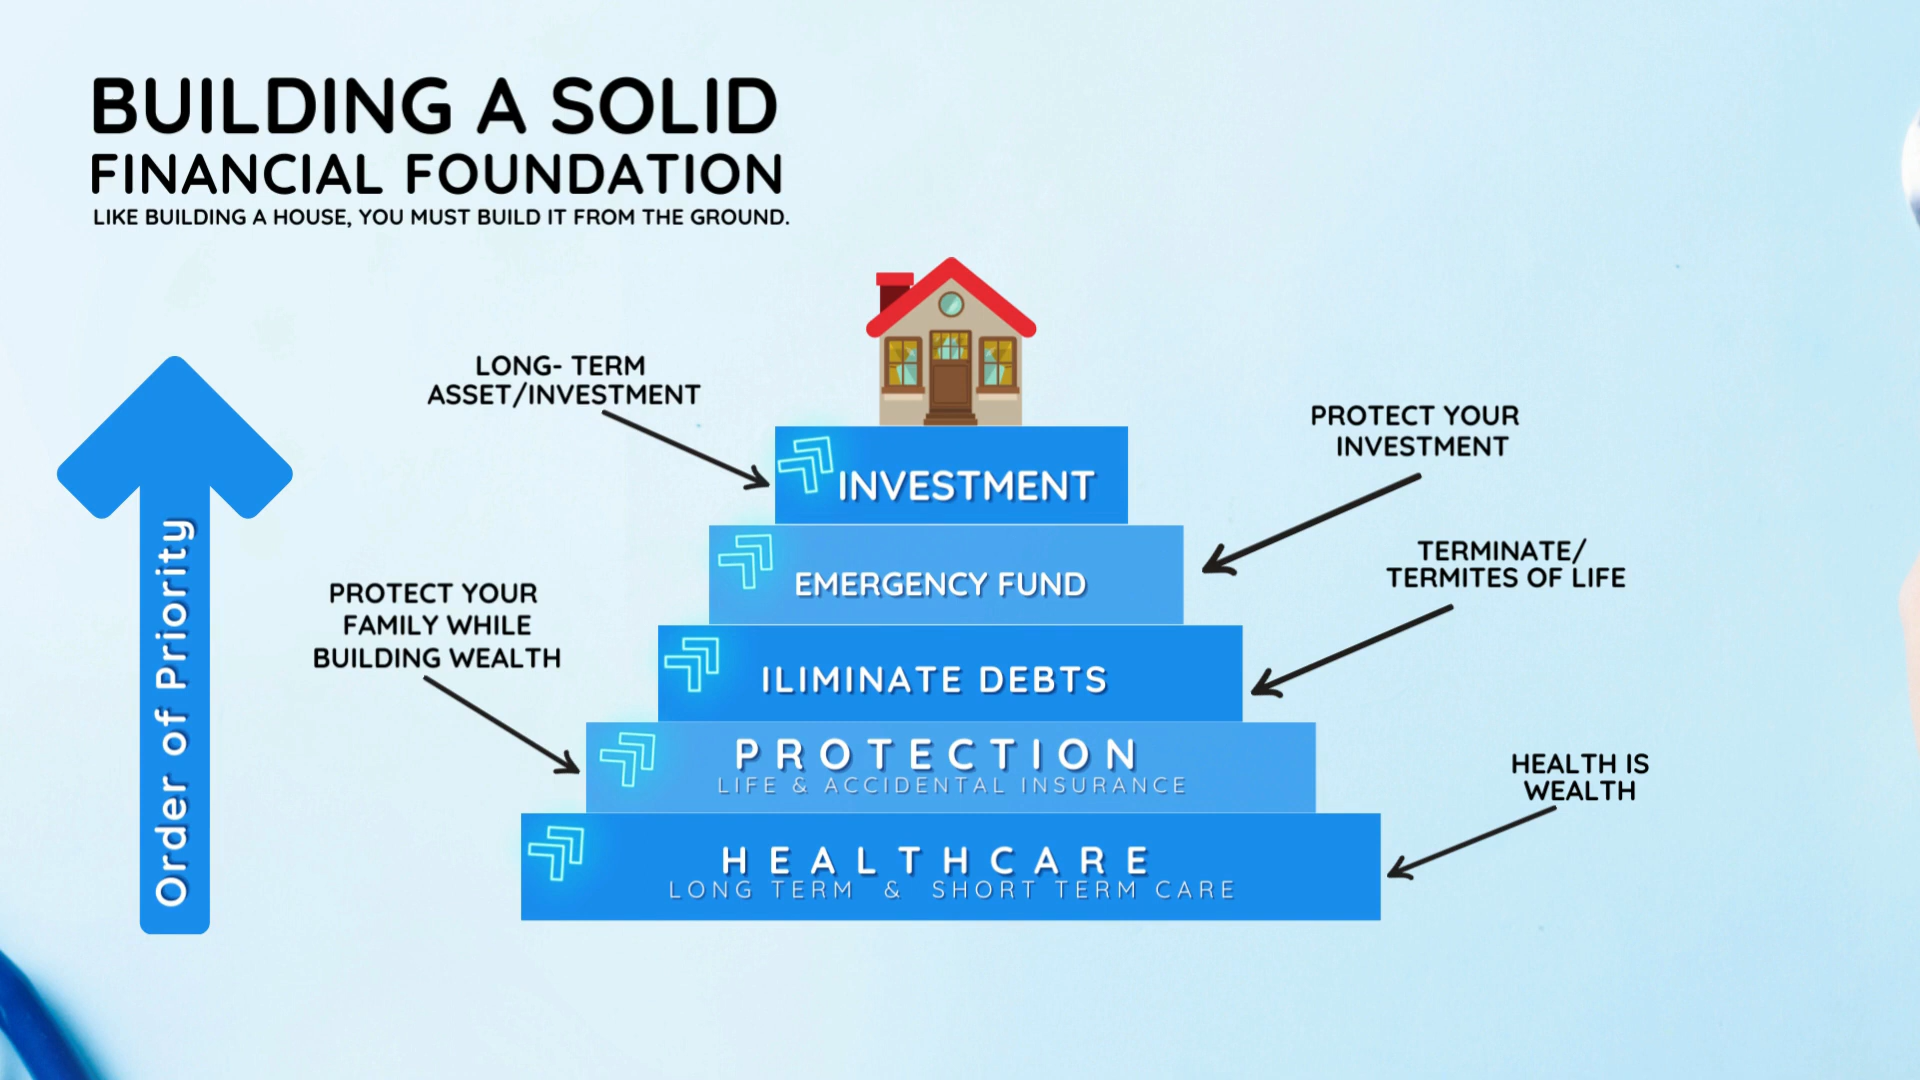 BUILDING A SOLID
FINANCIAL FOUNDATION
LIKE BUILDING A HOUSE, YOU MUST BUILD IT FROM THE GROUND.
Order of Priority
LONG- TERM
ASSET/INVESTMENT
INVESTMENT
PROTECT YOUR
INVESTMENT
EMERGENCY FUND
TERMINATE/
TERMITES OF LIFE
ILIMINATE DEBTS
PROTECT YOUR
FAMILY WHILE
BUILDING WEALTH
PROTECTION
LIFE & ACCIDENTAL INSURANCE
HEALTH IS
WEALTH
HEALTHCARE
LONG TERM & SHORT TERM CARE